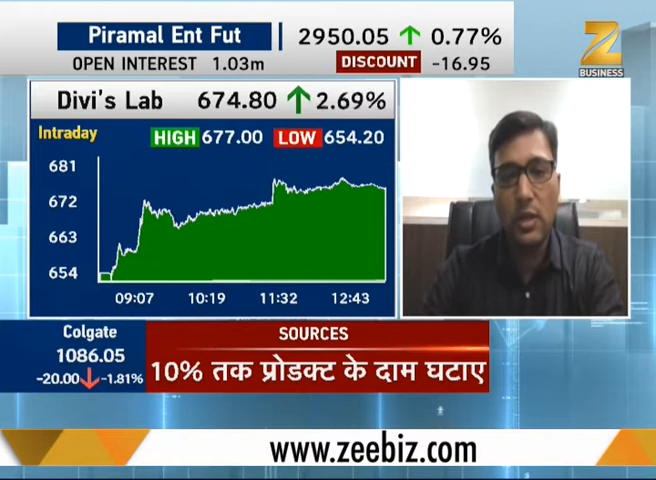 Piramal Ent Fut
2950.05 0.77%
OPEN INTEREST 1.03m
DISCOUNT -16.95
Z
BUSINESS
Divi's Lab 674.80 2.69%
Intraday
HIGH 677.00 LOW 654.20
681
672
663
654
09:07 10:19 11:32 12:43
Colgate
1086.05
-20.00 -1.81%
SOURCES
10% तक प्रोडक्ट के दाम घटाए
www.zeebiz.com